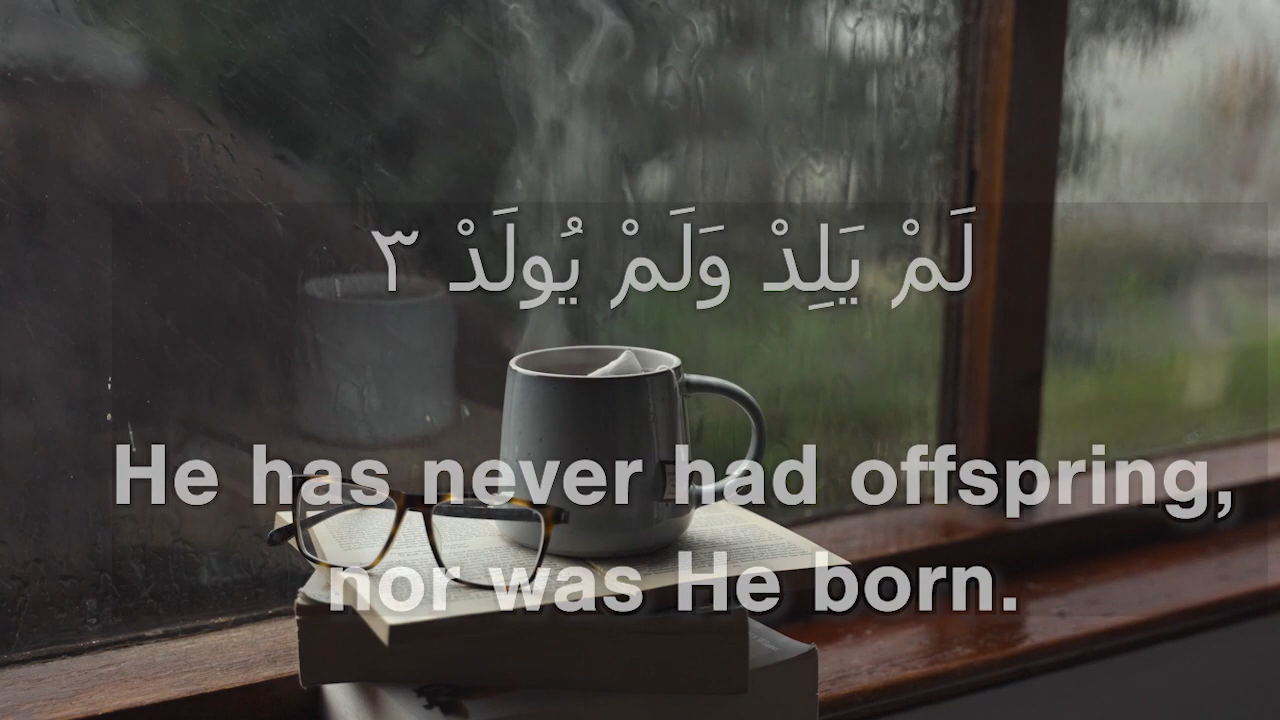 لَمْ يَلِدْ وَلَمْ يُولَدْ ٣
He has never had offspring,
nor was He born.